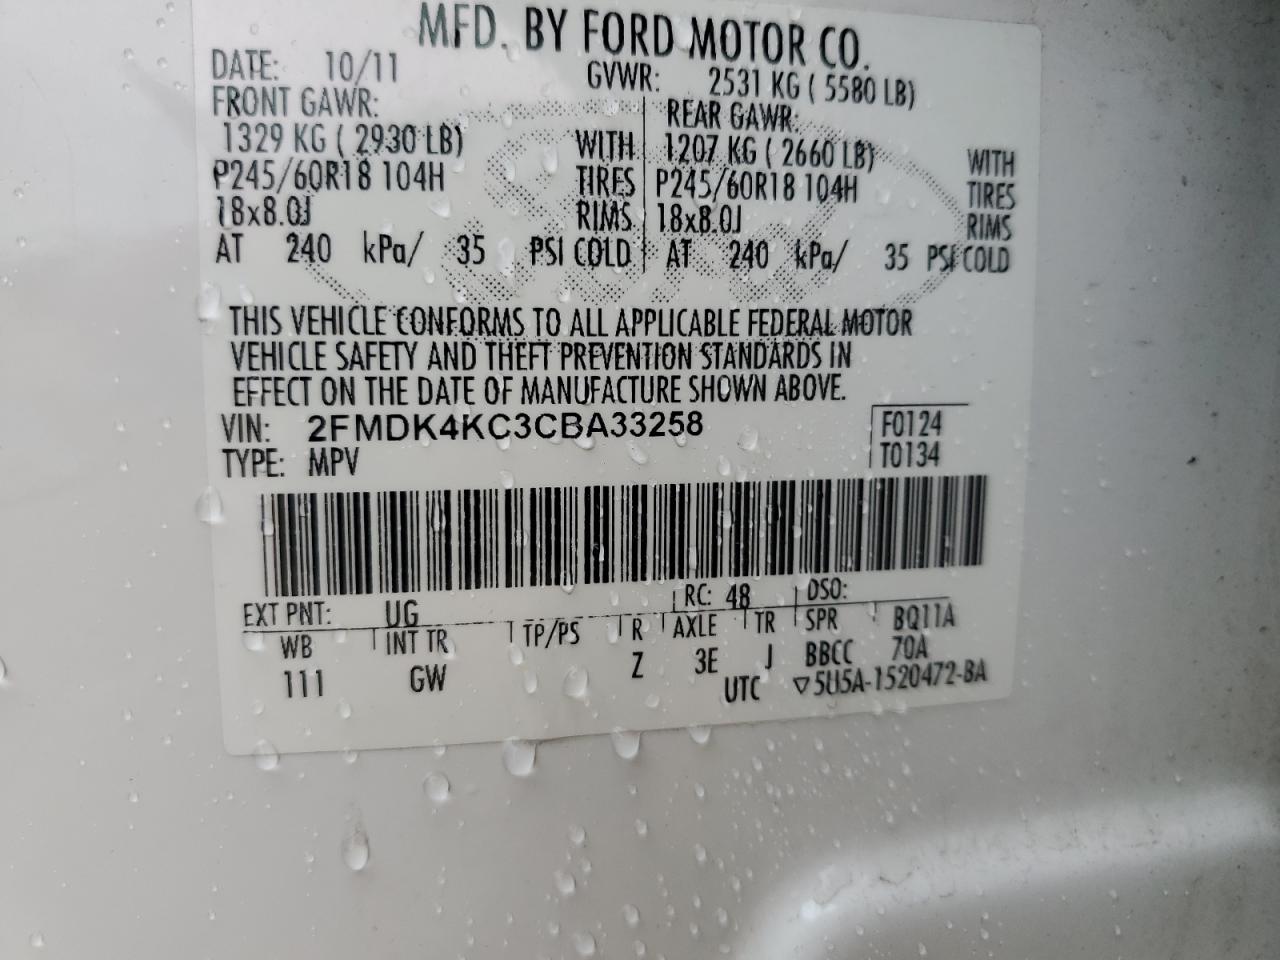 MFD. BY FORD MOTOR CO.
DATE: 10/11 GVWR: 2531 KG ( 5580 LB)
FRONT GAWR: REAR GAWR:
1329 KG ( 2930 LB) WITH 1207 KG ( 2660 LB) WITH
P245/60R18 104H TIRES P245/60R18 104H TIRES
18x8.0J RIMS 18x8.0J RIMS
AT 240 kPa/ 35 PSI COLD AT 240 kPa/ 35 PSI COLD
THIS VEHICLE CONFORMS TO ALL APPLICABLE FEDERAL MOTOR
VEHICLE SAFETY AND THEFT PREVENTION STANDARDS IN
EFFECT ON THE DATE OF MANUFACTURE SHOWN ABOVE.
VIN: 2FMDK4KC3CBA33258 F0124
TYPE: MPV T0134
EXT PNT: UG RC: 48 DSO:
WB INT TR TP/PS R AXLE TR SPR BQ11A
111 GW Z 3E J BBCC 70A
UTC ▽5U5A-1520472-BA